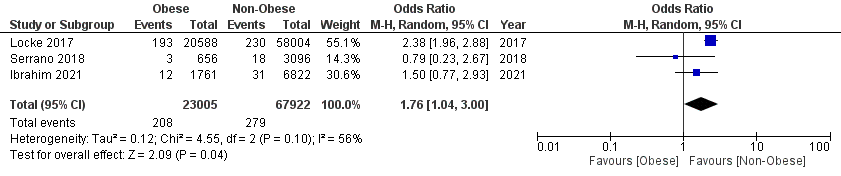 Obese Non-Obese Odds Ratio Odds Ratio
Study or Subgroup Events Total Events Total Weight M-H, Random, 95% CI Year M-H, Random, 95% CI
Locke 2017 193 20588 230 58004 55.1% 2.38 [1.96, 2.88] 2017
Serrano 2018 3 656 18 3096 14.3% 0.79 [0.23, 2.67] 2018
Ibrahim 2021 12 1761 31 6822 30.6% 1.50 [0.77, 2.93] 2021
Total (95% CI) 23005 67922 100.0% 1.76 [1.04, 3.00]
Total events 208 279
Heterogeneity: Tau² = 0.12; Chi² = 4.55, df = 2 (P = 0.10); I² = 56%
Test for overall effect: Z = 2.09 (P = 0.04)
0.01 0.1 1 10 100
Favours [Obese] Favours [Non-Obese]